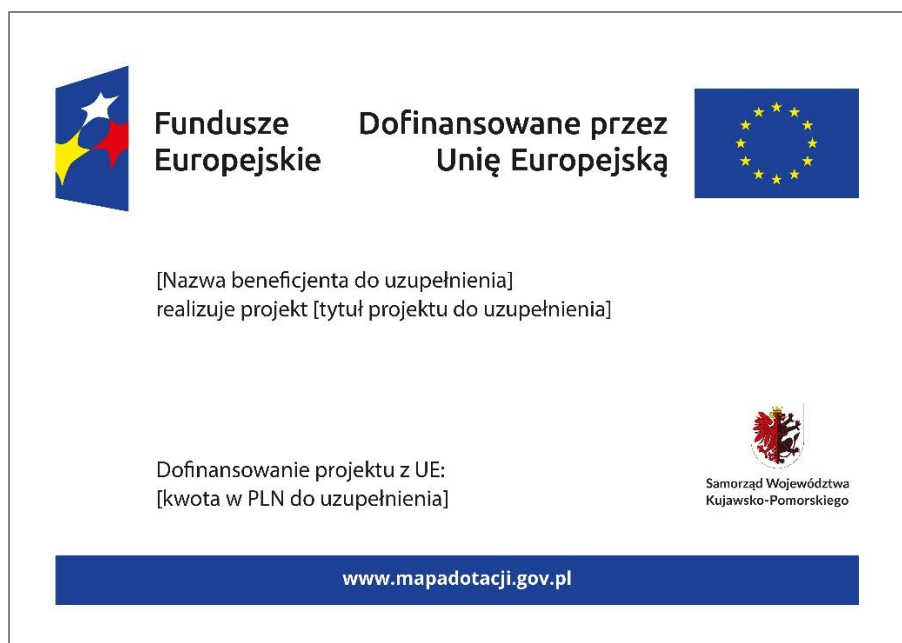 Fundusze
Europejskie
Dofinansowane przez
Unię Europejską
[Nazwa beneficjenta do uzupełnienia]
realizuje projekt [tytuł projektu do uzupełnienia]
Dofinansowanie projektu z UE:
[kwota w PLN do uzupełnienia]
Samorząd Województwa
Kujawsko-Pomorskiego
www.mapadotacji.gov.pl